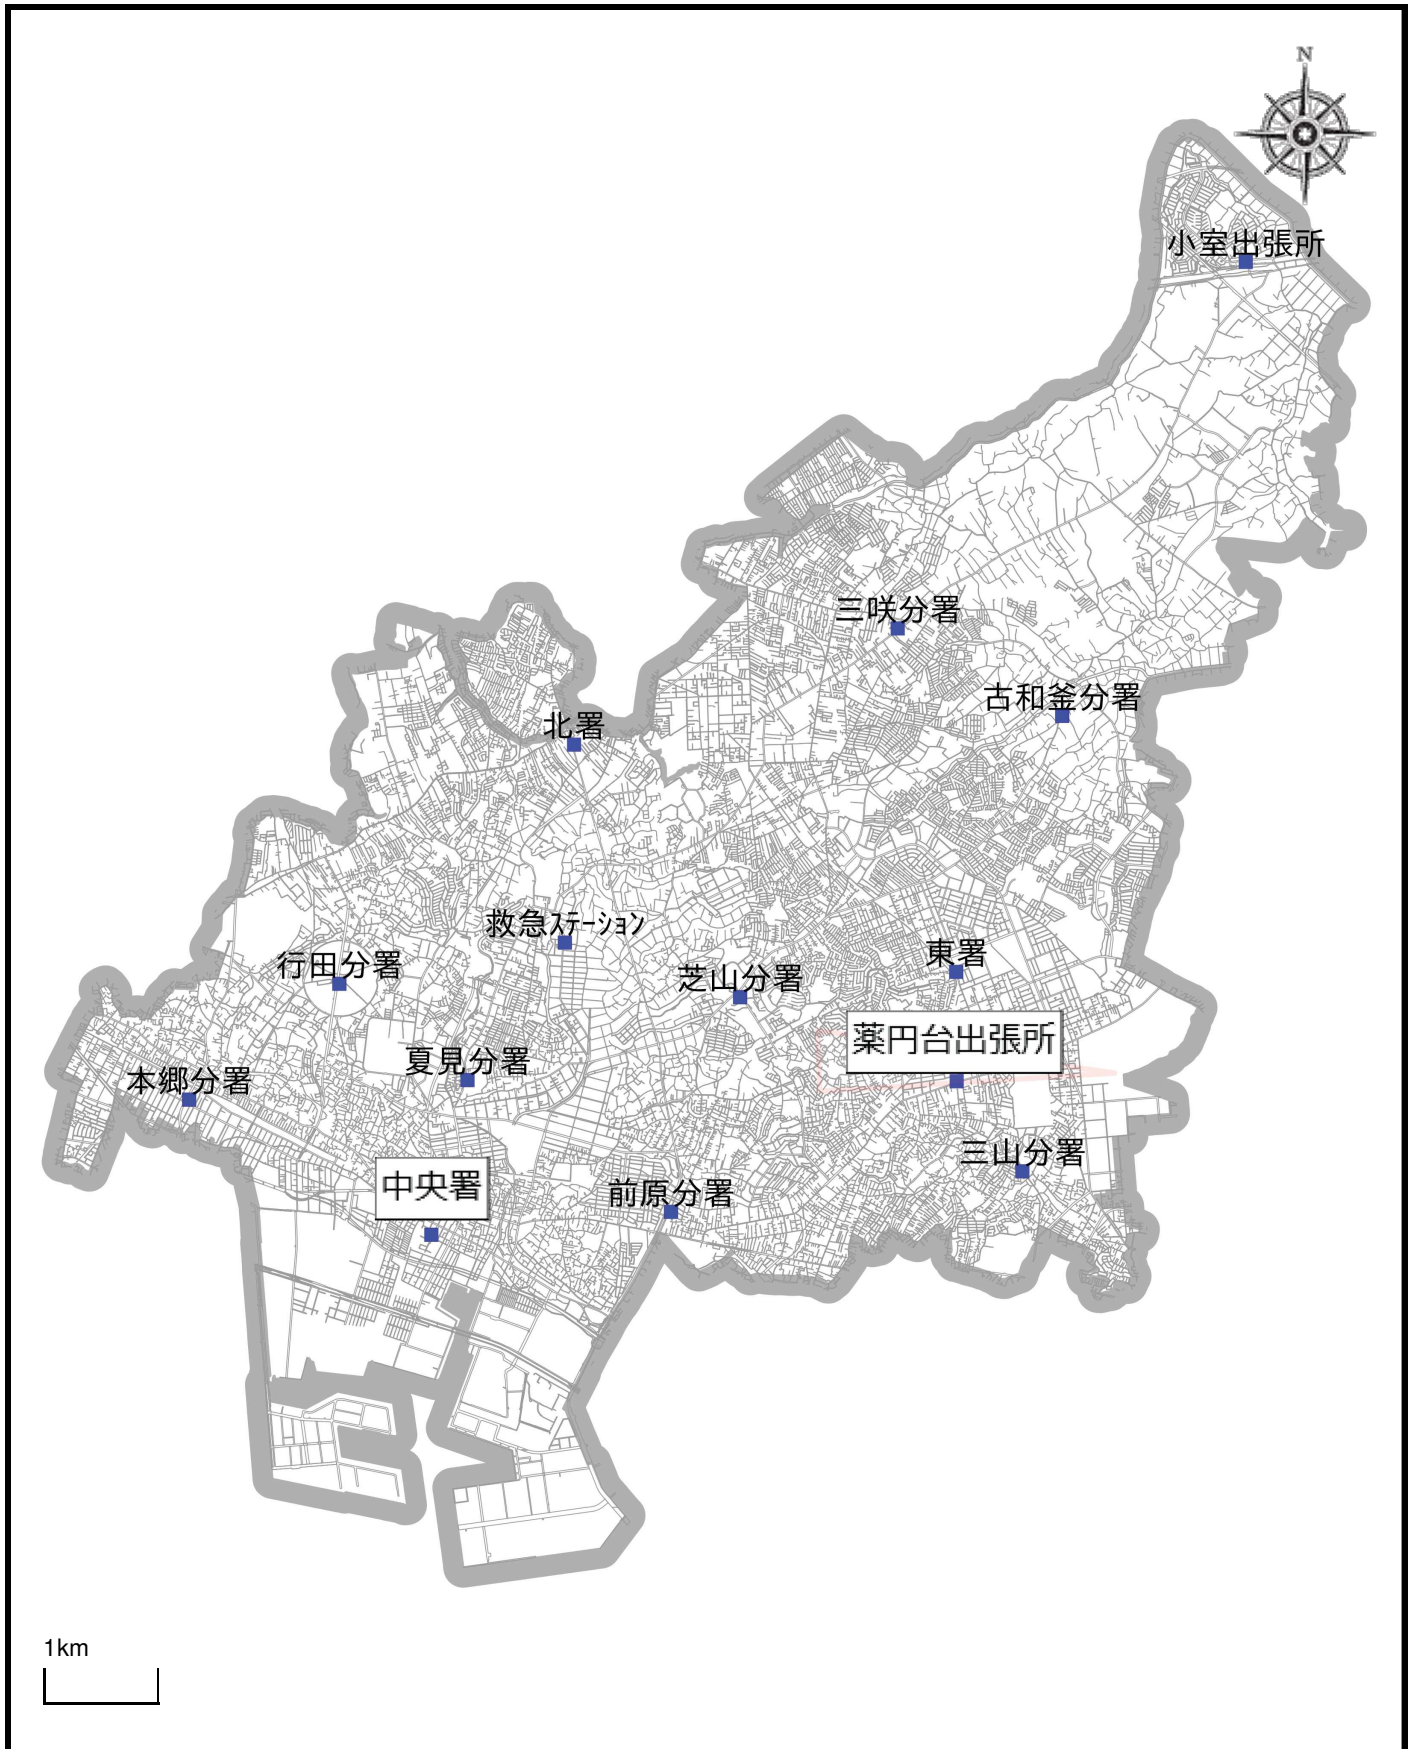 N
小室出張所
三咲分署
古和釜分署
北署
救急ｽﾃｰｼｮﾝ
東署
行田分署
芝山分署
薬円台出張所
夏見分署
本郷分署
三山分署
中央署
前原分署
1km